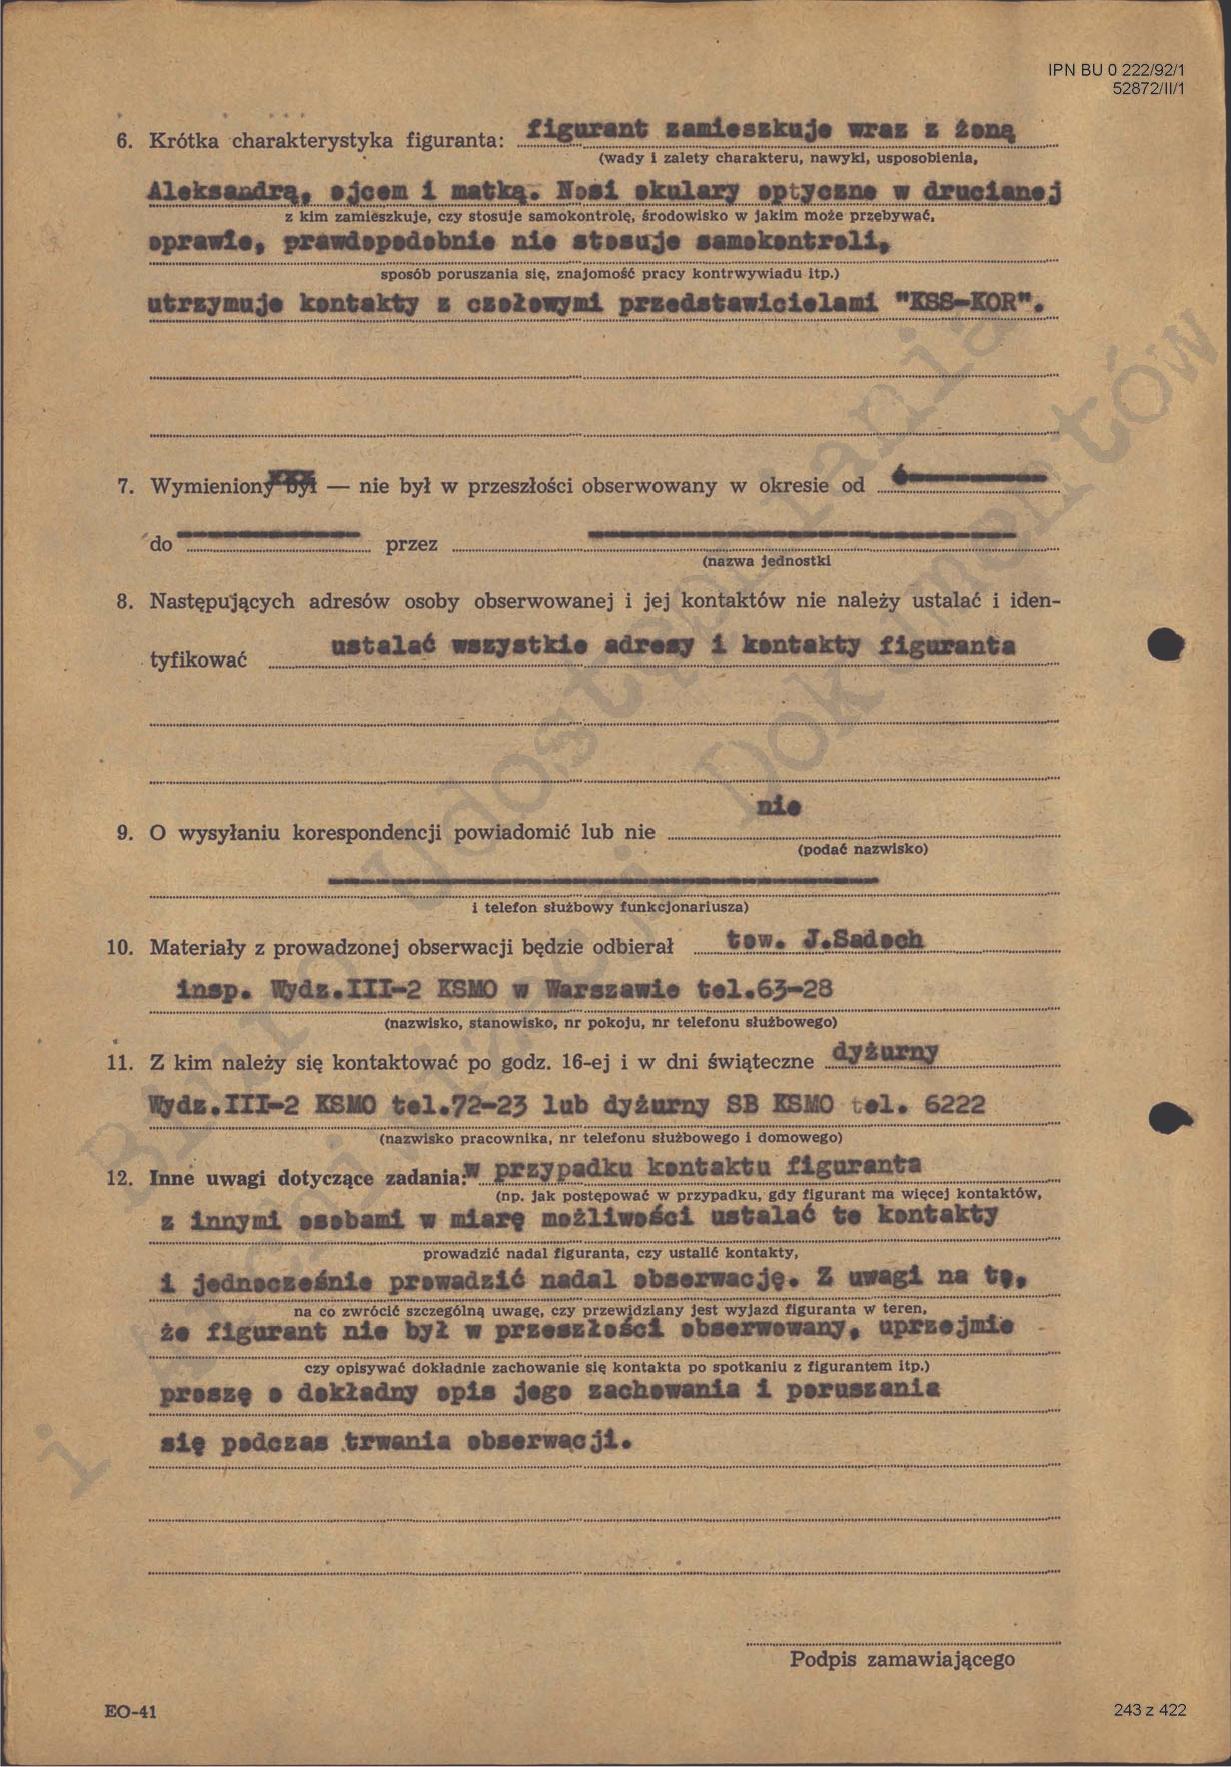 IPN BU 0 222/92/1
52872/II/1
6. Krótka charakterystyka figuranta: figurant zamieszkuje wraz z żoną
(wady i zalety charakteru, nawyki, usposobienia,
Aleksandrą, ojcem i matką. Nosi okulary optyczne w drucianej
z kim zamieszkuje, czy stosuje samokontrolę, środowisko w jakim może przebywać,
oprawie, prawdopodobnie nie stosuje samokontroli,
sposób poruszania się, znajomość pracy kontrwywiadu itp.)
utrzymuje kontakty z czołowymi przedstawicielami "KSS-KOR".
7. Wymieniony był — nie był w przeszłości obserwowany w okresie od
do przez
(nazwa jednostki
8. Następujących adresów osoby obserwowanej i jej kontaktów nie należy ustalać i iden-
tyfikować ustalać wszystkie adresy i kontakty figuranta
nie
9. O wysyłaniu korespondencji powiadomić lub nie
(podać nazwisko)
i telefon służbowy funkcjonariusza)
10. Materiały z prowadzonej obserwacji będzie odbierał tow. J.Sadoch
insp. Wydz.III-2 KSMO w Warszawie tel.63-28
(nazwisko, stanowisko, nr pokoju, nr telefonu służbowego)
11. Z kim należy się kontaktować po godz. 16-ej i w dni świąteczne dyżurny
Wydz.III-2 KSMO tel.72-23 lub dyżurny SB KSMO tel. 6222
(nazwisko pracownika, nr telefonu służbowego i domowego)
12. Inne uwagi dotyczące zadania: w przypadku kontaktu figuranta
(np. jak postępować w przypadku, gdy figurant ma więcej kontaktów,
z innymi osobami w miarę możliwości ustalać te kontakty
prowadzić nadal figuranta, czy ustalić kontakty,
i jednocześnie prowadzić nadal obserwację. Z uwagi na to,
na co zwrócić szczególną uwagę, czy przewidziany jest wyjazd figuranta w teren,
że figurant nie był w przeszłości obserwowany, uprzejmie
czy opisywać dokładnie zachowanie się kontakta po spotkaniu z figurantem itp.)
proszę o dokładny opis jego zachowania i poruszania
się podczas trwania obserwacji.
Podpis zamawiającego
EO-41
243 z 422
Biuro Udostępniania
i Archiwizacji Dokumentów